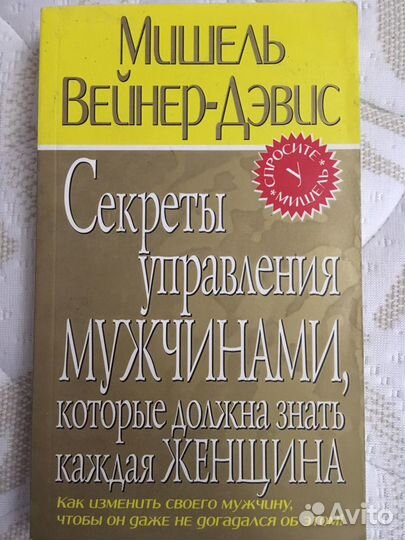 Мишель
Вейнер-Дэвис
*СПРОСИТЕ*
У
МИШЕЛЬ
Секреты
управления
МУЖЧИНАМИ,
которые должна знать
каждая ЖЕНЩИНА
Как изменить своего мужчину,
чтобы он даже не догадался об этом
Avito